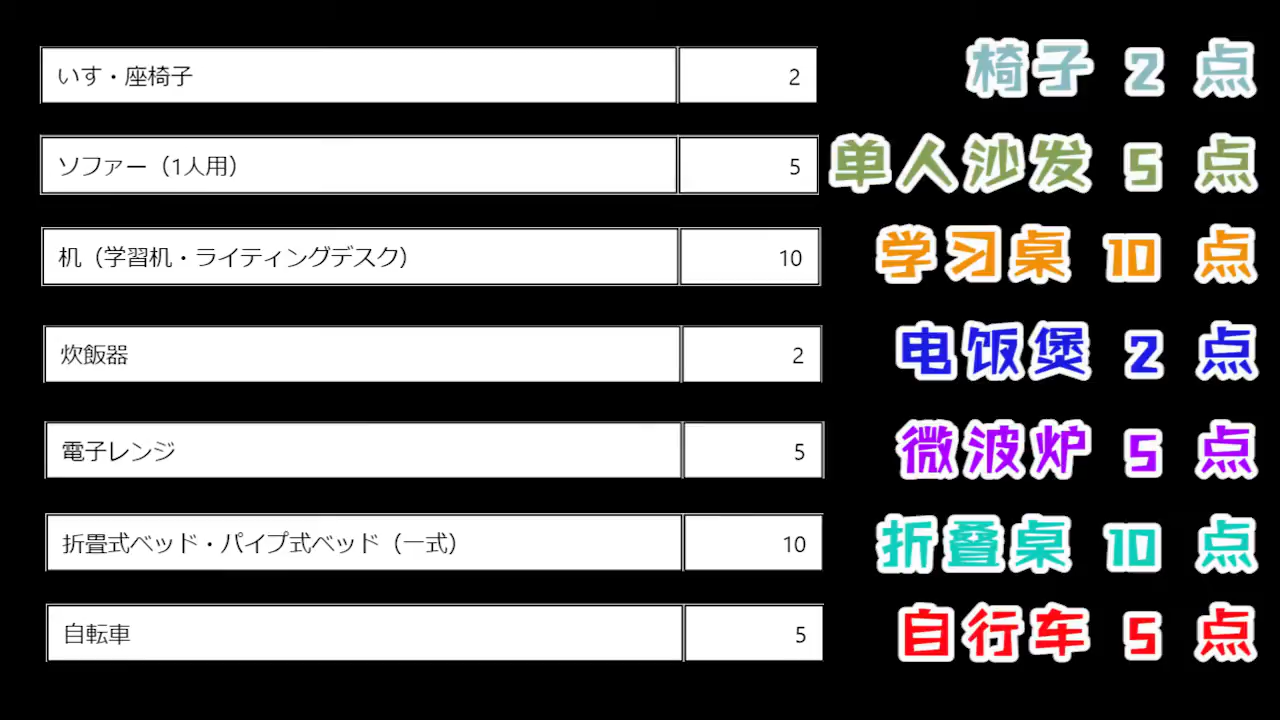 いす・座椅子 2 椅子 2 点
ソファー（1人用） 5 单人沙发 5 点
机（学習机・ライティングデスク） 10 学习桌 10 点
炊飯器 2 电饭煲 2 点
電子レンジ 5 微波炉 5 点
折畳式ベッド・パイプ式ベッド（一式） 10 折叠桌 10 点
自転車 5 自行车 5 点